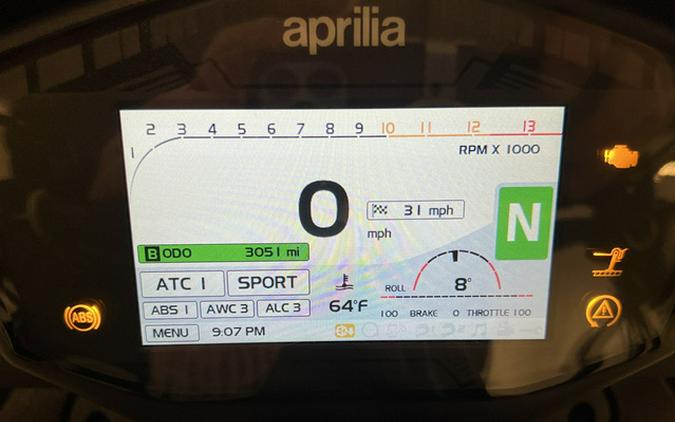 aprilia
1 2 3 4 5 6 7 8 9 10 11 12 13
RPM X 1000
0 31 mph
mph
N
B ODO 3051 mi
ATC 1 SPORT
ROLL 8°
ABS 1 AWC 3 ALC 3 64°F
100 BRAKE 0 THROTTLE 100
MENU 9:07 PM
ABS